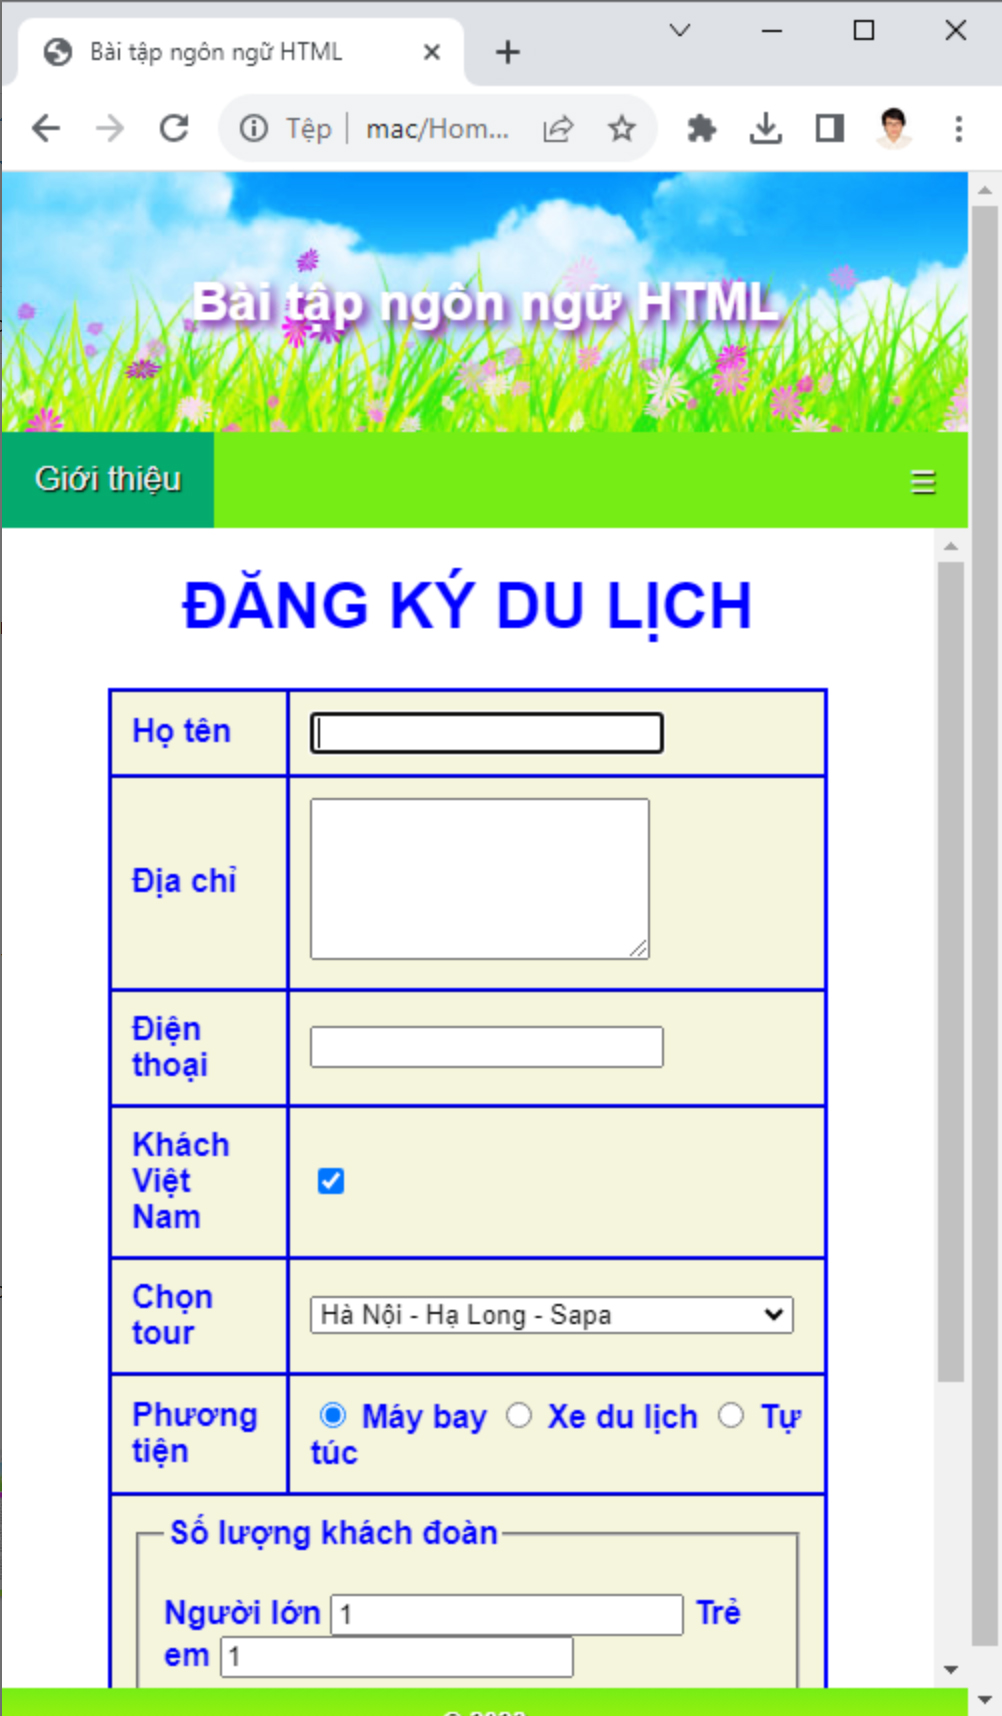 Bài tập ngôn ngữ HTML
Tệp mac/Hom...
Bài tập ngôn ngữ HTML
Giới thiệu
ĐĂNG KÝ DU LỊCH
Họ tên
Địa chỉ
Điện
thoại
Khách
Việt
Nam
Chọn
tour
Hà Nội - Hạ Long - Sapa
Phương
tiện
Máy bay Xe du lịch Tự
túc
Số lượng khách đoàn
Người lớn 1 Trẻ
em 1